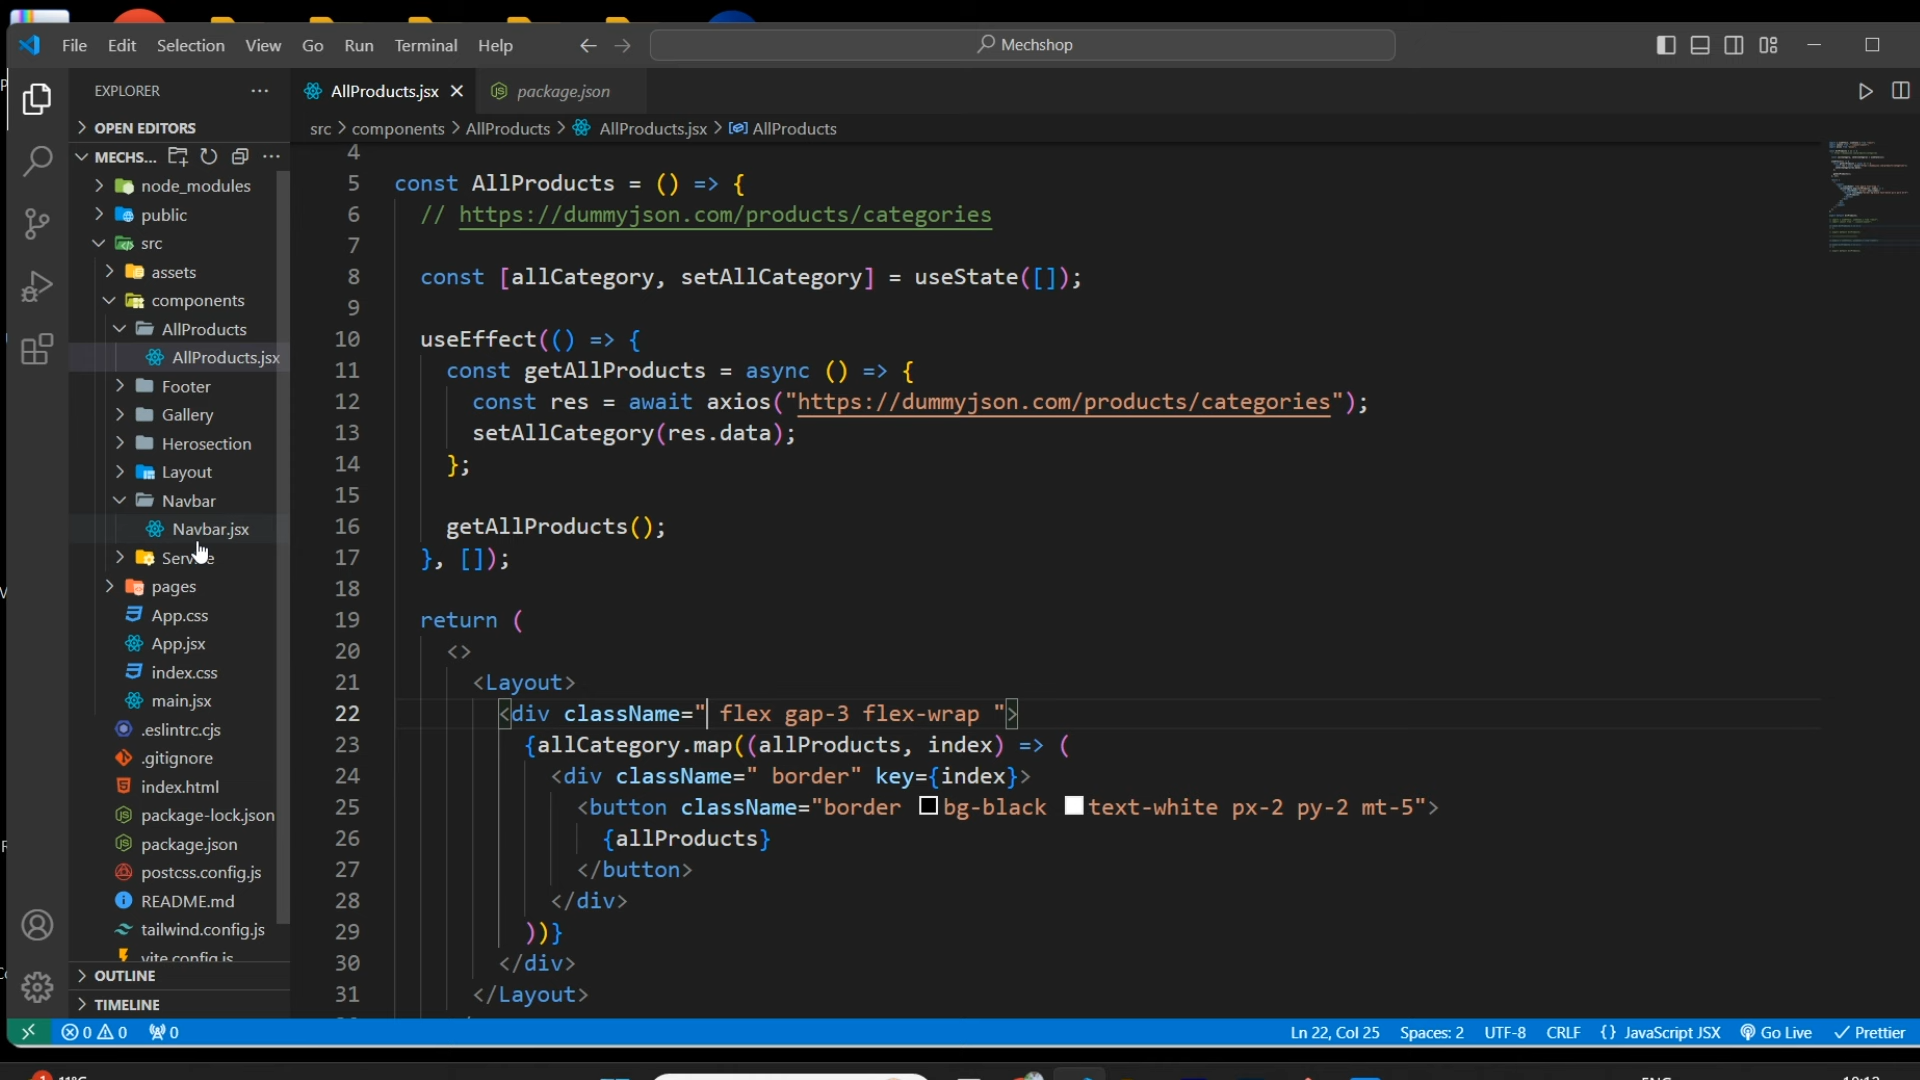 File Edit Selection View Go Run Terminal Help
Mechshop
EXPLORER
OPEN EDITORS
MECHS...
node_modules
public
src
assets
components
AllProducts
AllProducts.jsx
Footer
Gallery
Herosection
Layout
Navbar
Navbar.jsx
pages
App.css
App.jsx
index.css
main.jsx
.eslintrc.cjs
.gitignore
index.html
package-lock.json
package.json
postcss.config.js
README.md
tailwind.config.js
vite.config.js
OUTLINE
TIMELINE
AllProducts.jsx package.json
src > components > AllProducts > AllProducts.jsx > AllProducts
4
5 const AllProducts = () => {
6 // https://dummyjson.com/products/categories
7
8 const [allCategory, setAllCategory] = useState([]);
9
10 useEffect(() => {
11 const getAllProducts = async () => {
12 const res = await axios("https://dummyjson.com/products/categories");
13 setAllCategory(res.data);
14 };
15
16 getAllProducts();
17 }, []);
18
19 return (
20 <>
21 <Layout>
22 <div className=" flex gap-3 flex-wrap ">
23 {allCategory.map((allProducts, index) => (
24 <div className=" border" key={index}>
25 <button className="border bg-black text-white px-2 py-2 mt-5">
26 {allProducts}
27 </button>
28 </div>
29 ))}
30 </div>
31 </Layout>
0 0 0
Ln 22, Col 25 Spaces: 2 UTF-8 CRLF {} JavaScript JSX Go Live Prettier